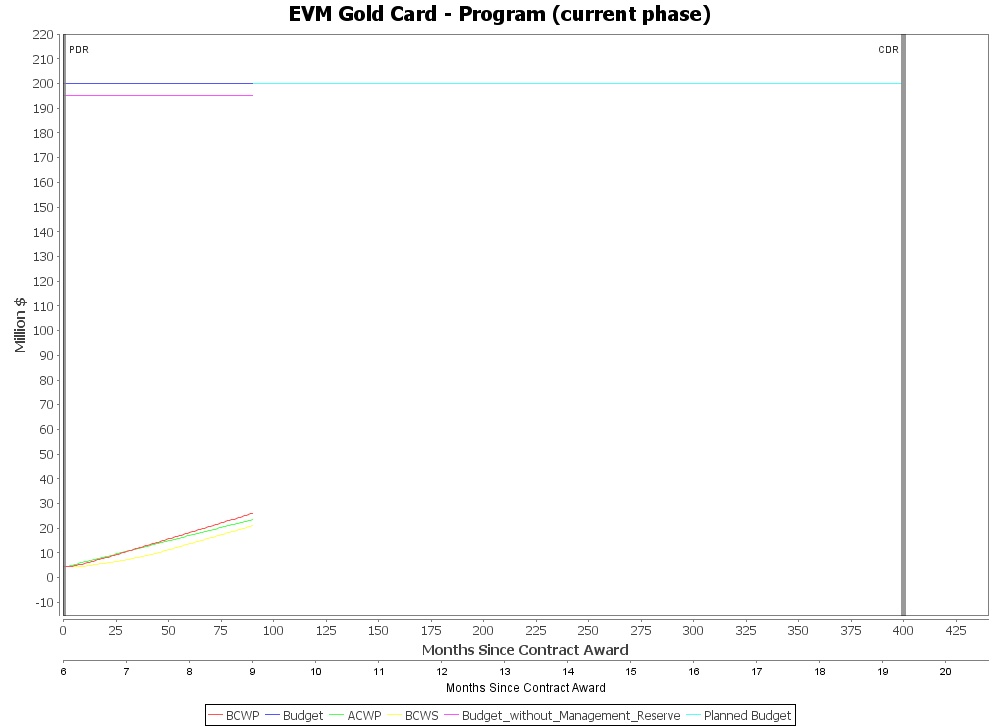 EVM Gold Card - Program (current phase)
220
210
200
190
180
170
160
150
140
130
120
110
100
90
80
70
60
50
40
30
20
10
0
-10
Million $
PDR
CDR
0 25 50 75 100 125 150 175 200 225 250 275 300 325 350 375 400 425
Months Since Contract Award
6 7 8 9 10 11 12 13 14 15 16 17 18 19 20
Months Since Contract Award
BCWP Budget ACWP BCWS Budget_without_Management_Reserve Planned Budget